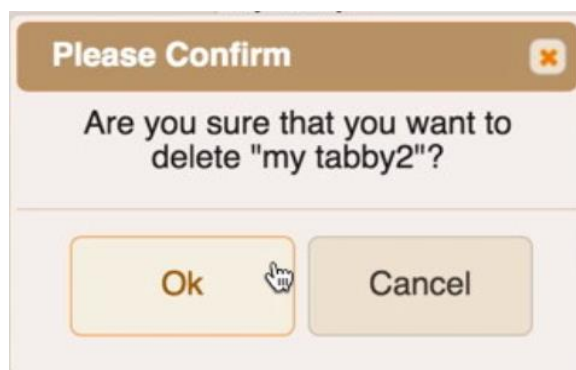 Please Confirm
Are you sure that you want to
delete "my tabby2"?
Ok
Cancel